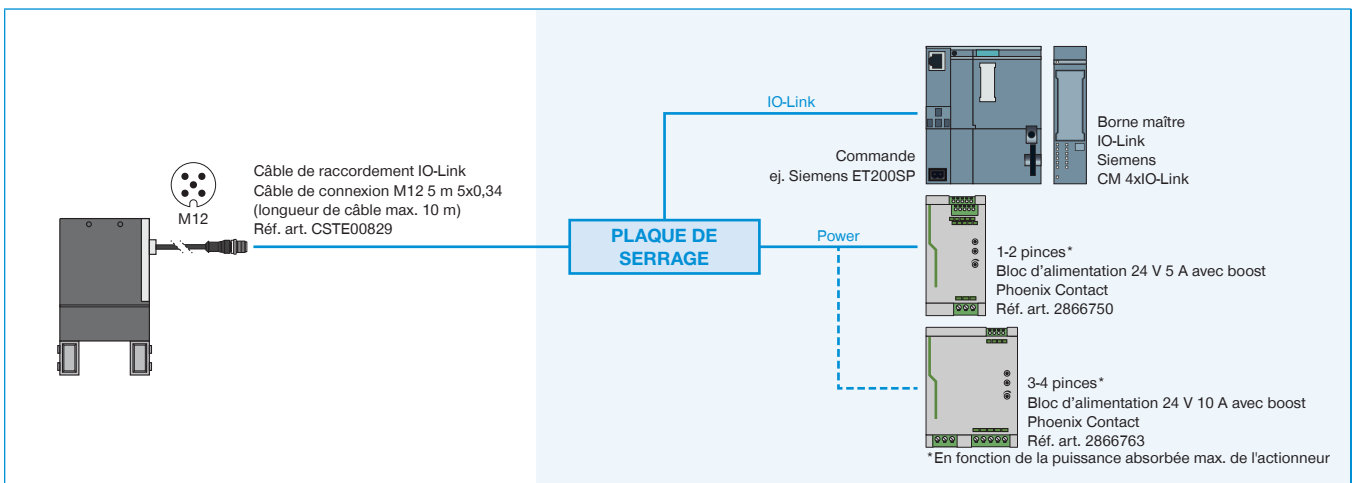 M12
Câble de raccordement IO-Link
Câble de connexion M12 5 m 5x0,34
(longueur de câble max. 10 m)
Réf. art. CSTE00829
PLAQUE DE
SERRAGE
IO-Link
Power
Commande
ej. Siemens ET200SP
Borne maître
IO-Link
Siemens
CM 4xIO-Link
1-2 pinces*
Bloc d'alimentation 24 V 5 A avec boost
Phoenix Contact
Réf. art. 2866750
3-4 pinces*
Bloc d'alimentation 24 V 10 A avec boost
Phoenix Contact
Réf. art. 2866763
*En fonction de la puissance absorbée max. de l'actionneur